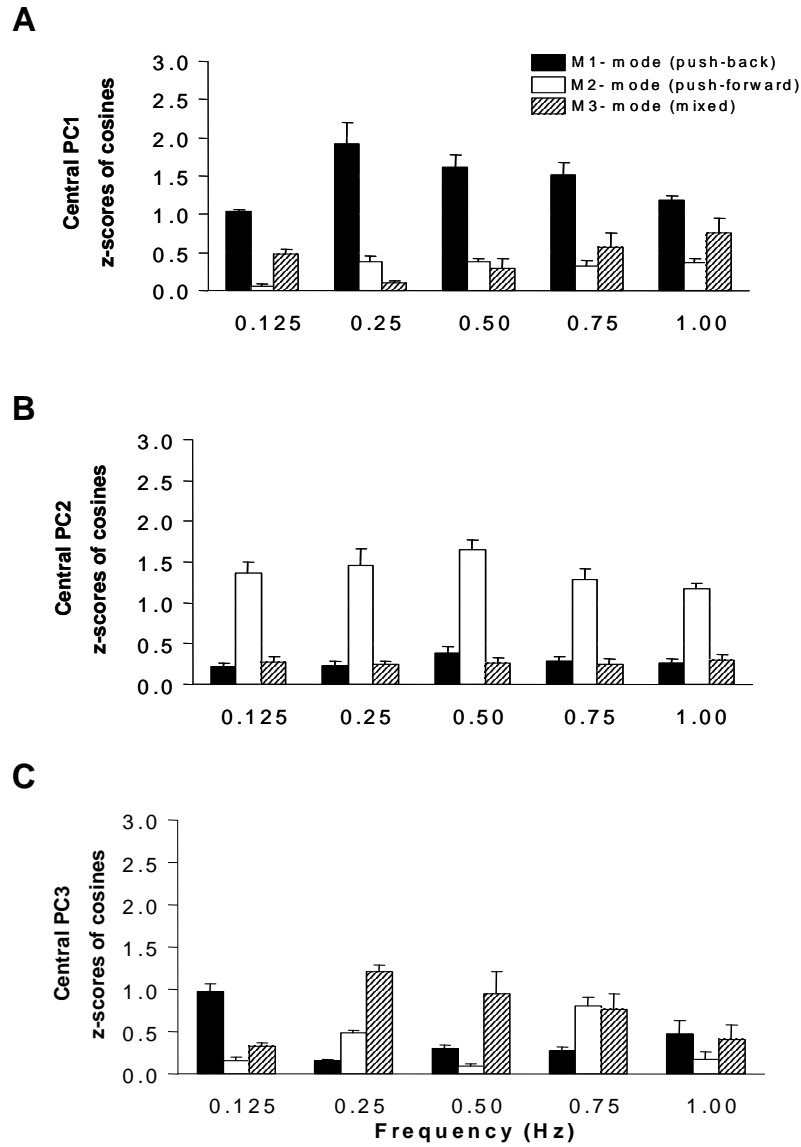 A
Central PC1
z-scores of cosines
3.0
2.5
2.0
1.5
1.0
0.5
0.0
M1- mode (push-back)
M2- mode (push-forward)
M3- mode (mixed)
0.125 0.25 0.50 0.75 1.00
B
Central PC2
z-scores of cosines
3.0
2.5
2.0
1.5
1.0
0.5
0.0
0.125 0.25 0.50 0.75 1.00
C
Central PC3
z-scores of cosines
3.0
2.5
2.0
1.5
1.0
0.5
0.0
0.125 0.25 0.50 0.75 1.00
Frequency (Hz)